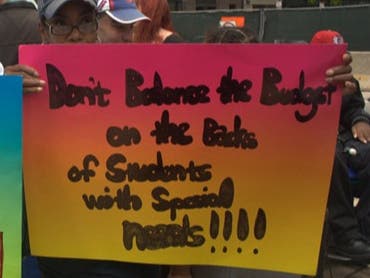 Don't Balance the Budget
on the Backs
of Students
with Special
Needs!!!!